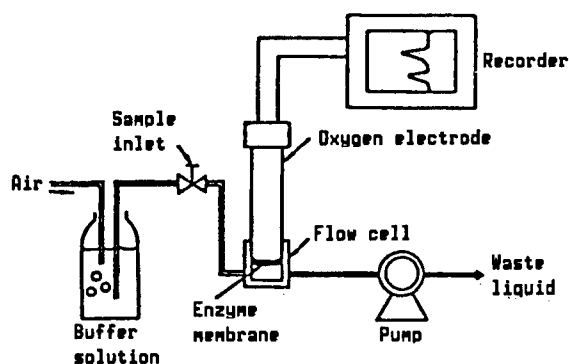 Recorder
Sample
inlet
Oxygen electrode
Air
Flow cell
Enzyme
membrane
Waste
liquid
Buffer
solution
Pump